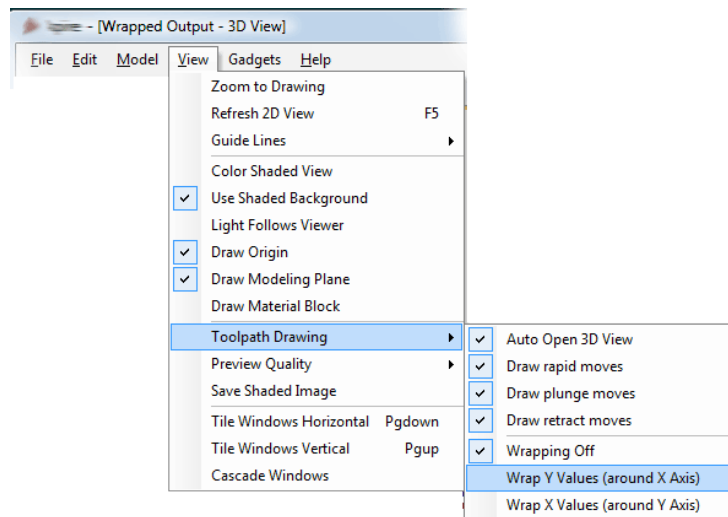 - [Wrapped Output - 3D View]
File Edit Model View Gadgets Help
Zoom to Drawing
Refresh 2D View F5
Guide Lines
Color Shaded View
Use Shaded Background
Light Follows Viewer
Draw Origin
Draw Modeling Plane
Draw Material Block
Toolpath Drawing
Auto Open 3D View
Preview Quality
Draw rapid moves
Save Shaded Image
Draw plunge moves
Tile Windows Horizontal Pgdown
Draw retract moves
Tile Windows Vertical Pgup
Wrapping Off
Cascade Windows
Wrap Y Values (around X Axis)
Wrap X Values (around Y Axis)